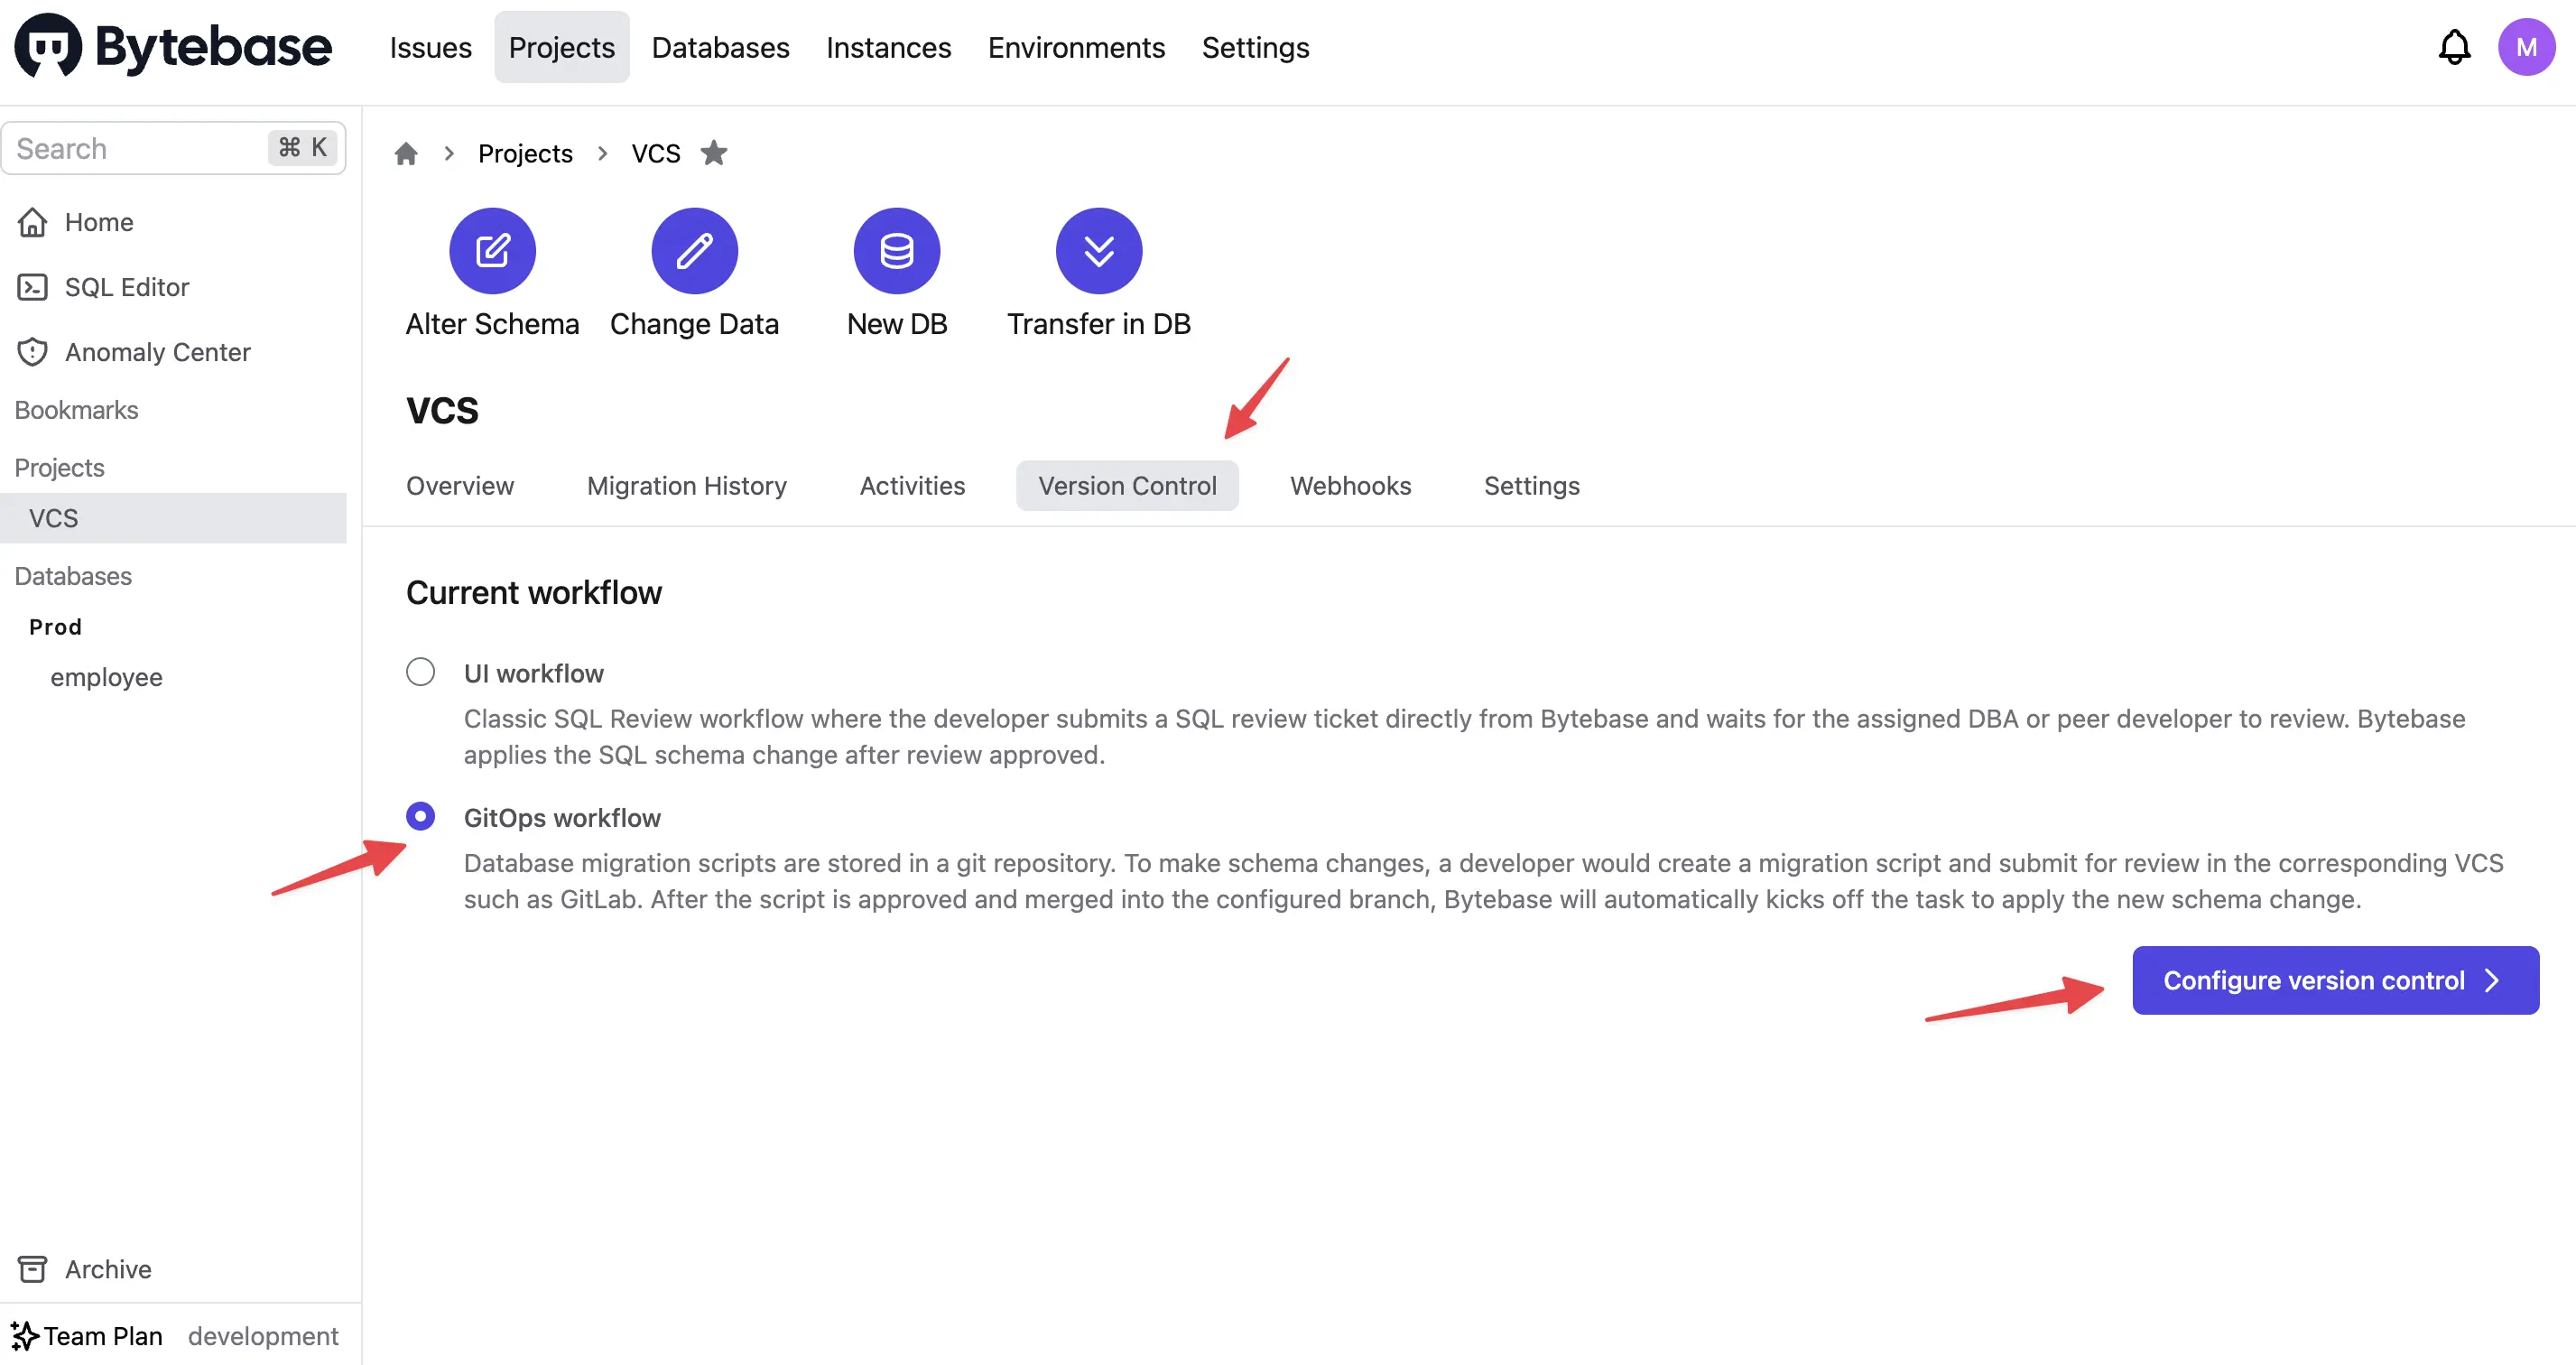 Bytebase
Issues Projects Databases Instances Environments Settings
M
Search ⌘ K
Home
SQL Editor
Anomaly Center
Bookmarks
Projects
VCS
Databases
Prod
employee
Archive
Team Plan development
Projects VCS
Alter Schema Change Data New DB Transfer in DB
VCS
Overview Migration History Activities Version Control Webhooks Settings
Current workflow
UI workflow
Classic SQL Review workflow where the developer submits a SQL review ticket directly from Bytebase and waits for the assigned DBA or peer developer to review. Bytebase
applies the SQL schema change after review approved.
GitOps workflow
Database migration scripts are stored in a git repository. To make schema changes, a developer would create a migration script and submit for review in the corresponding VCS
such as GitLab. After the script is approved and merged into the configured branch, Bytebase will automatically kicks off the task to apply the new schema change.
Configure version control